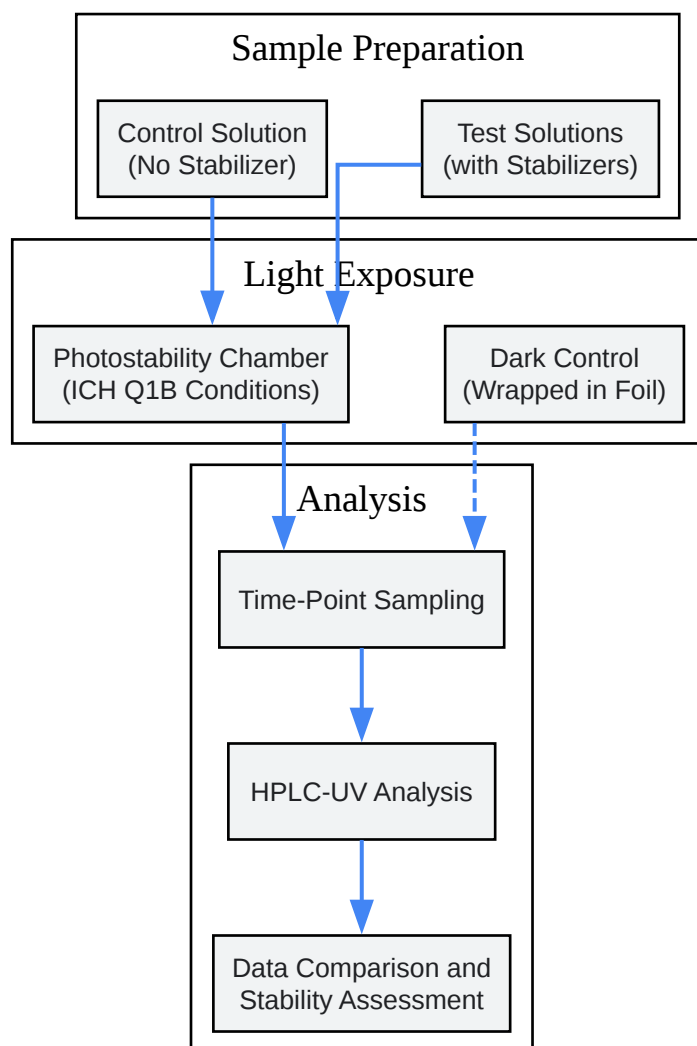 Sample Preparation
Control Solution
(No Stabilizer)
Test Solutions
(with Stabilizers)
Light Exposure
Photostability Chamber
(ICH Q1B Conditions)
Dark Control
(Wrapped in Foil)
Analysis
Time-Point Sampling
HPLC-UV Analysis
Data Comparison and
Stability Assessment